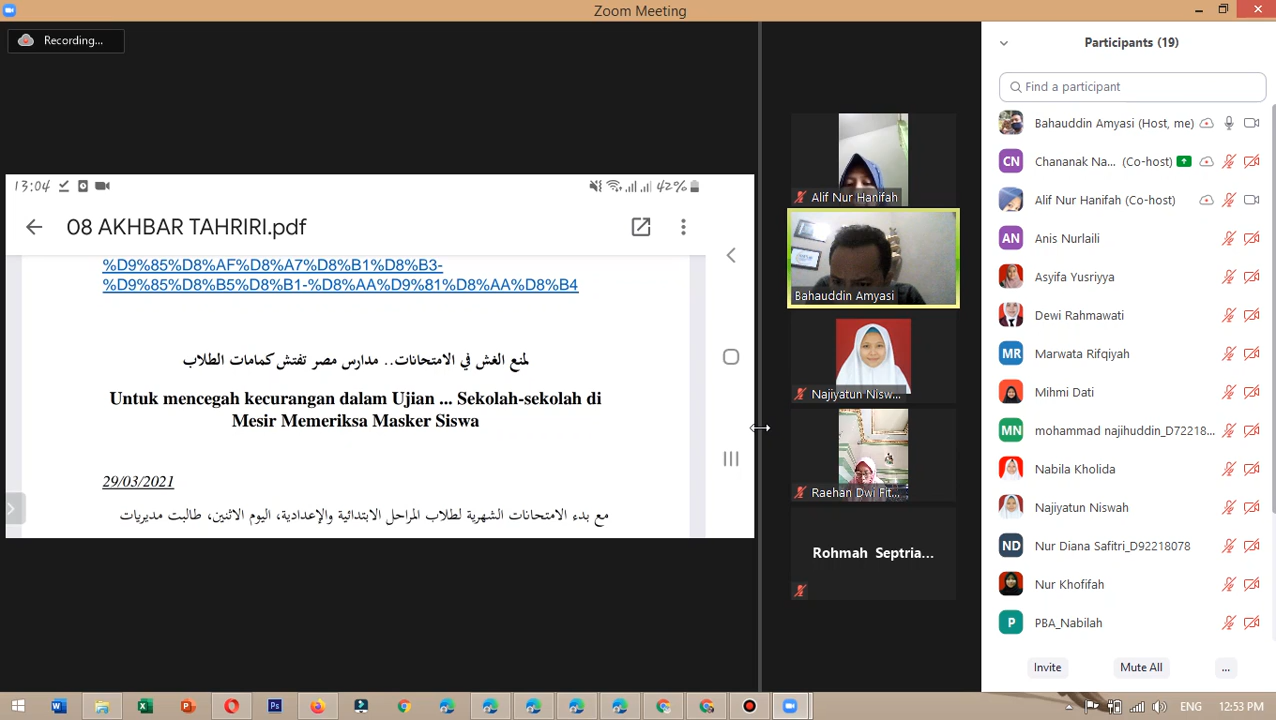 Zoom Meeting
Recording...
13:04
42%
08 AKHBAR TAHRIRI.pdf
%D9%85%D8%AF%D8%A7%D8%B1%D8%B3-
%D9%85%D8%B5%D8%B1-%D8%AA%D9%81%D8%AA%D8%B4
لمنع الغش في الامتحانات.. مدارس مصر تفتش كمامات الطلاب
Untuk mencegah kecurangan dalam Ujian ... Sekolah-sekolah di
Mesir Memeriksa Masker Siswa
29/03/2021
مع بدء الامتحانات الشهرية لطلاب المراحل الابتدائية والإعدادية، اليوم الاثنين، طالبت مديريات
Alif Nur Hanifah
Bahauddin Amyasi
Najiyatun Nisw...
Raehan Dwi Fit...
Rohmah Septria...
Participants (19)
Find a participant
Bahauddin Amyasi (Host, me)
CN Chananak Na... (Co-host)
Alif Nur Hanifah (Co-host)
AN Anis Nurlaili
Asyifa Yusriyya
Dewi Rahmawati
MR Marwata Rifqiyah
Mihmi Dati
MN mohammad najihuddin_D72218...
Nabila Kholida
Najiyatun Niswah
ND Nur Diana Safitri_D92218078
Nur Khofifah
P PBA_Nabilah
Invite
Mute All
...
ENG
12:53 PM